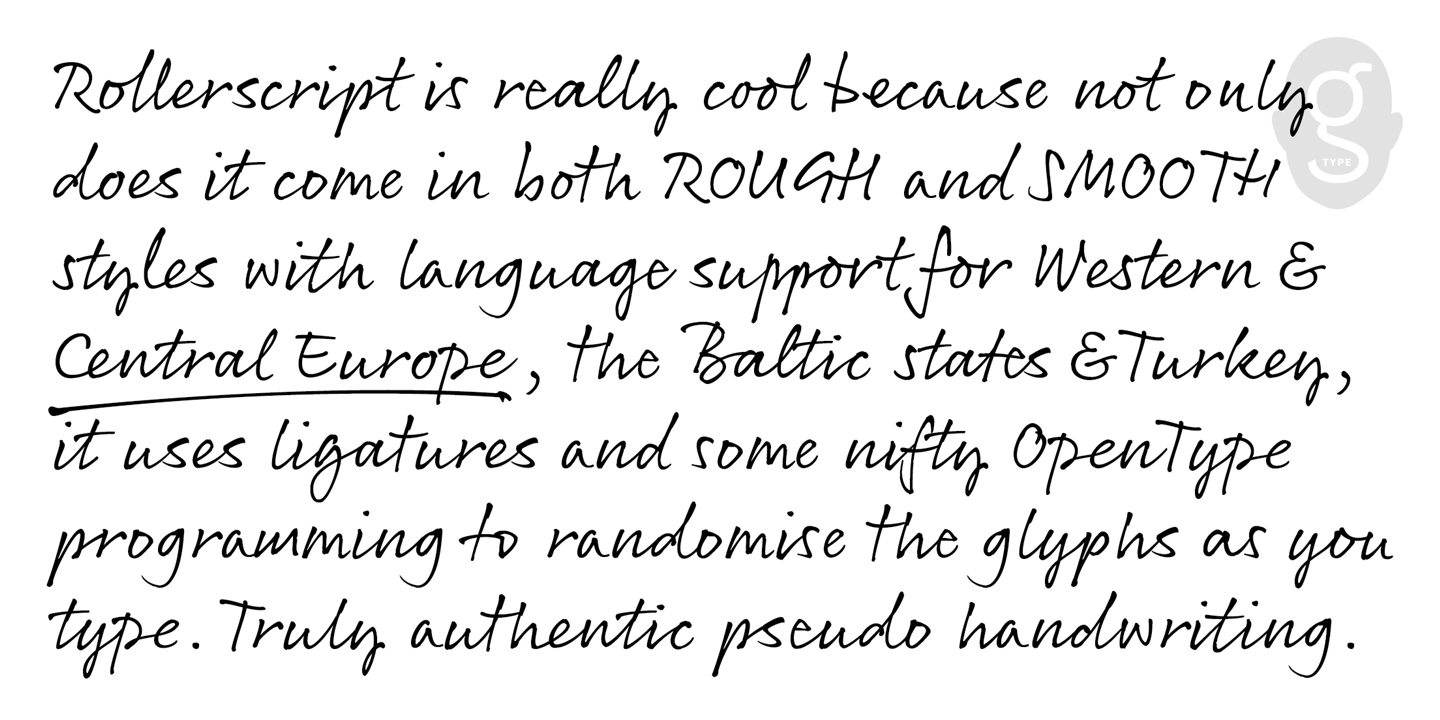 Rollerscript is really cool because not only
does it come in both ROUGH and SMOOTH
styles with language support for Western &
Central Europe, the Baltic states & Turkey,
it uses ligatures and some nifty OpenType
programming to randomise the glyphs as you
type. Truly authentic pseudo handwriting.
g
TYPE